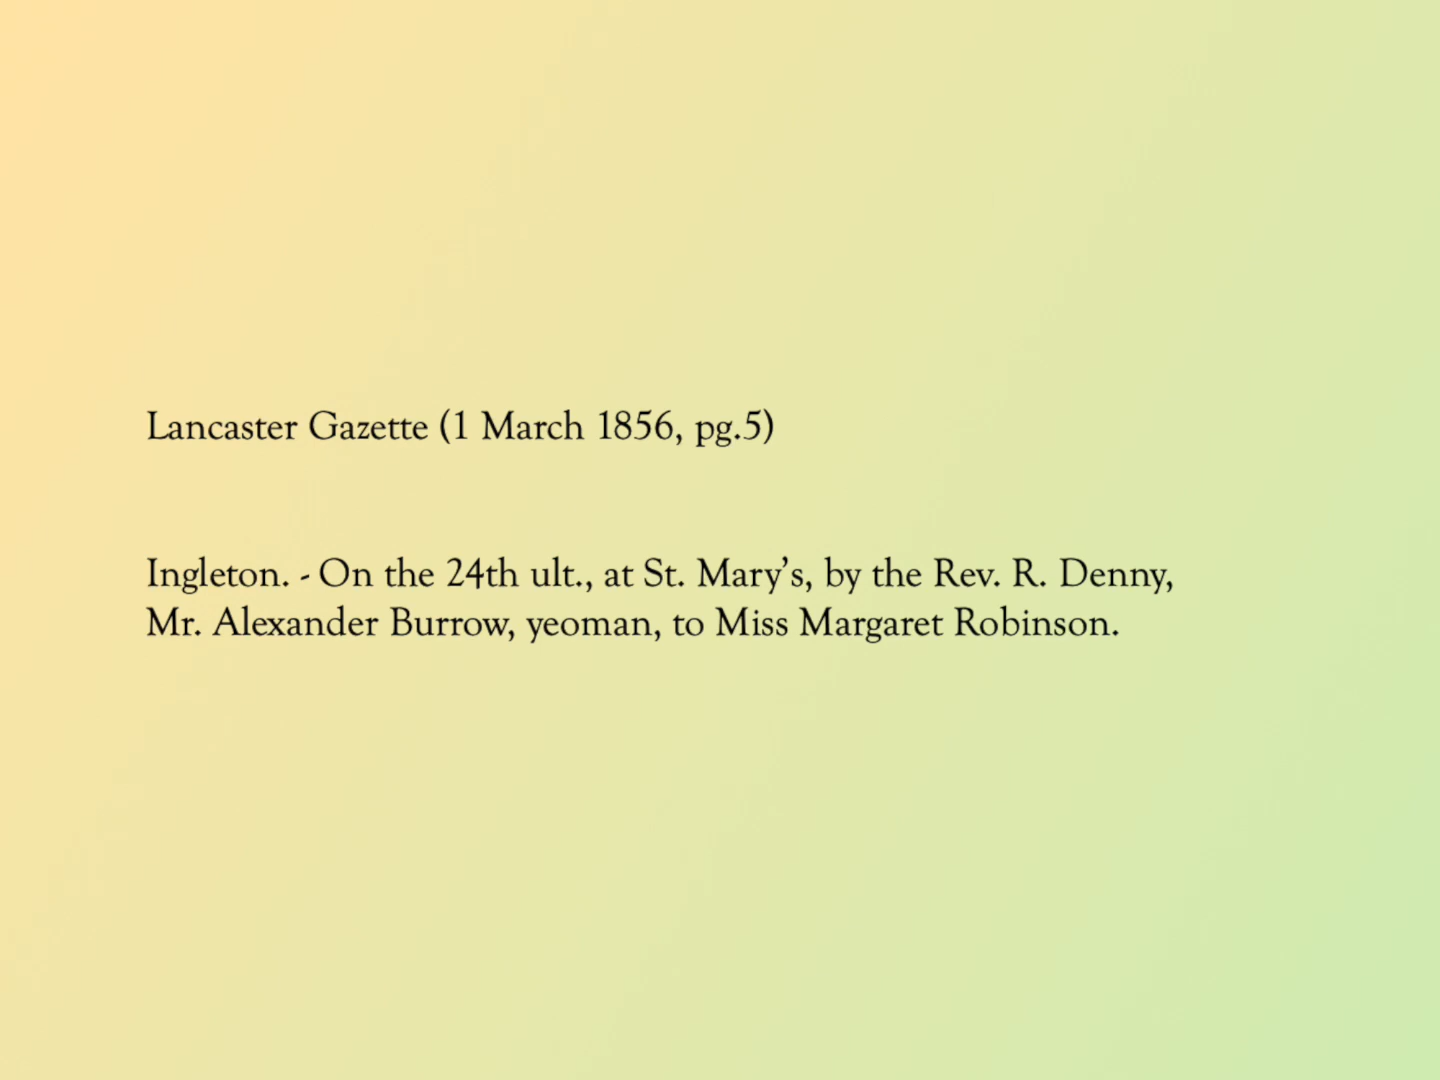 Lancaster Gazette (1 March 1856, pg.5)
Ingleton. - On the 24th ult., at St. Mary’s, by the Rev. R. Denny,
Mr. Alexander Burrow, yeoman, to Miss Margaret Robinson.